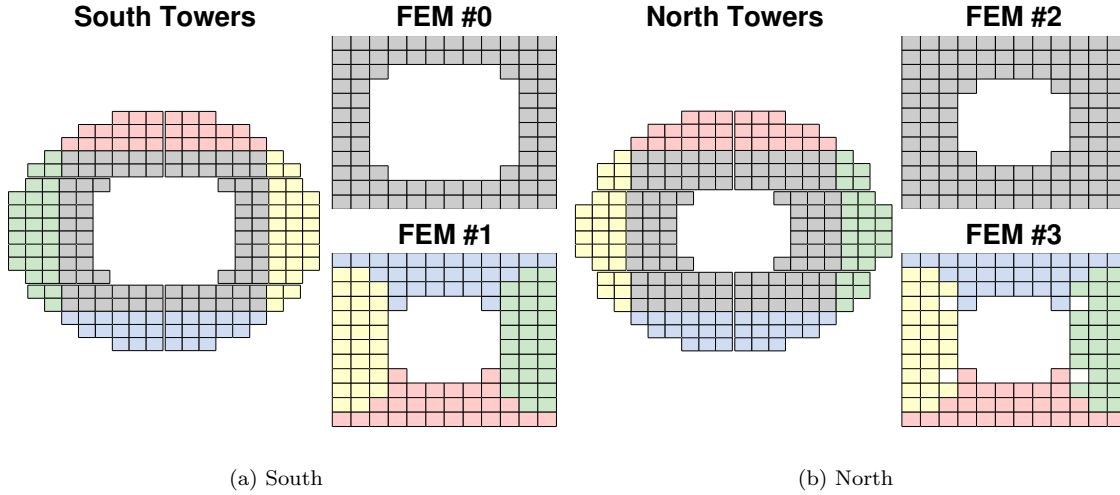 South Towers
FEM #0
North Towers
FEM #2
FEM #1
FEM #3
(a) South
(b) North